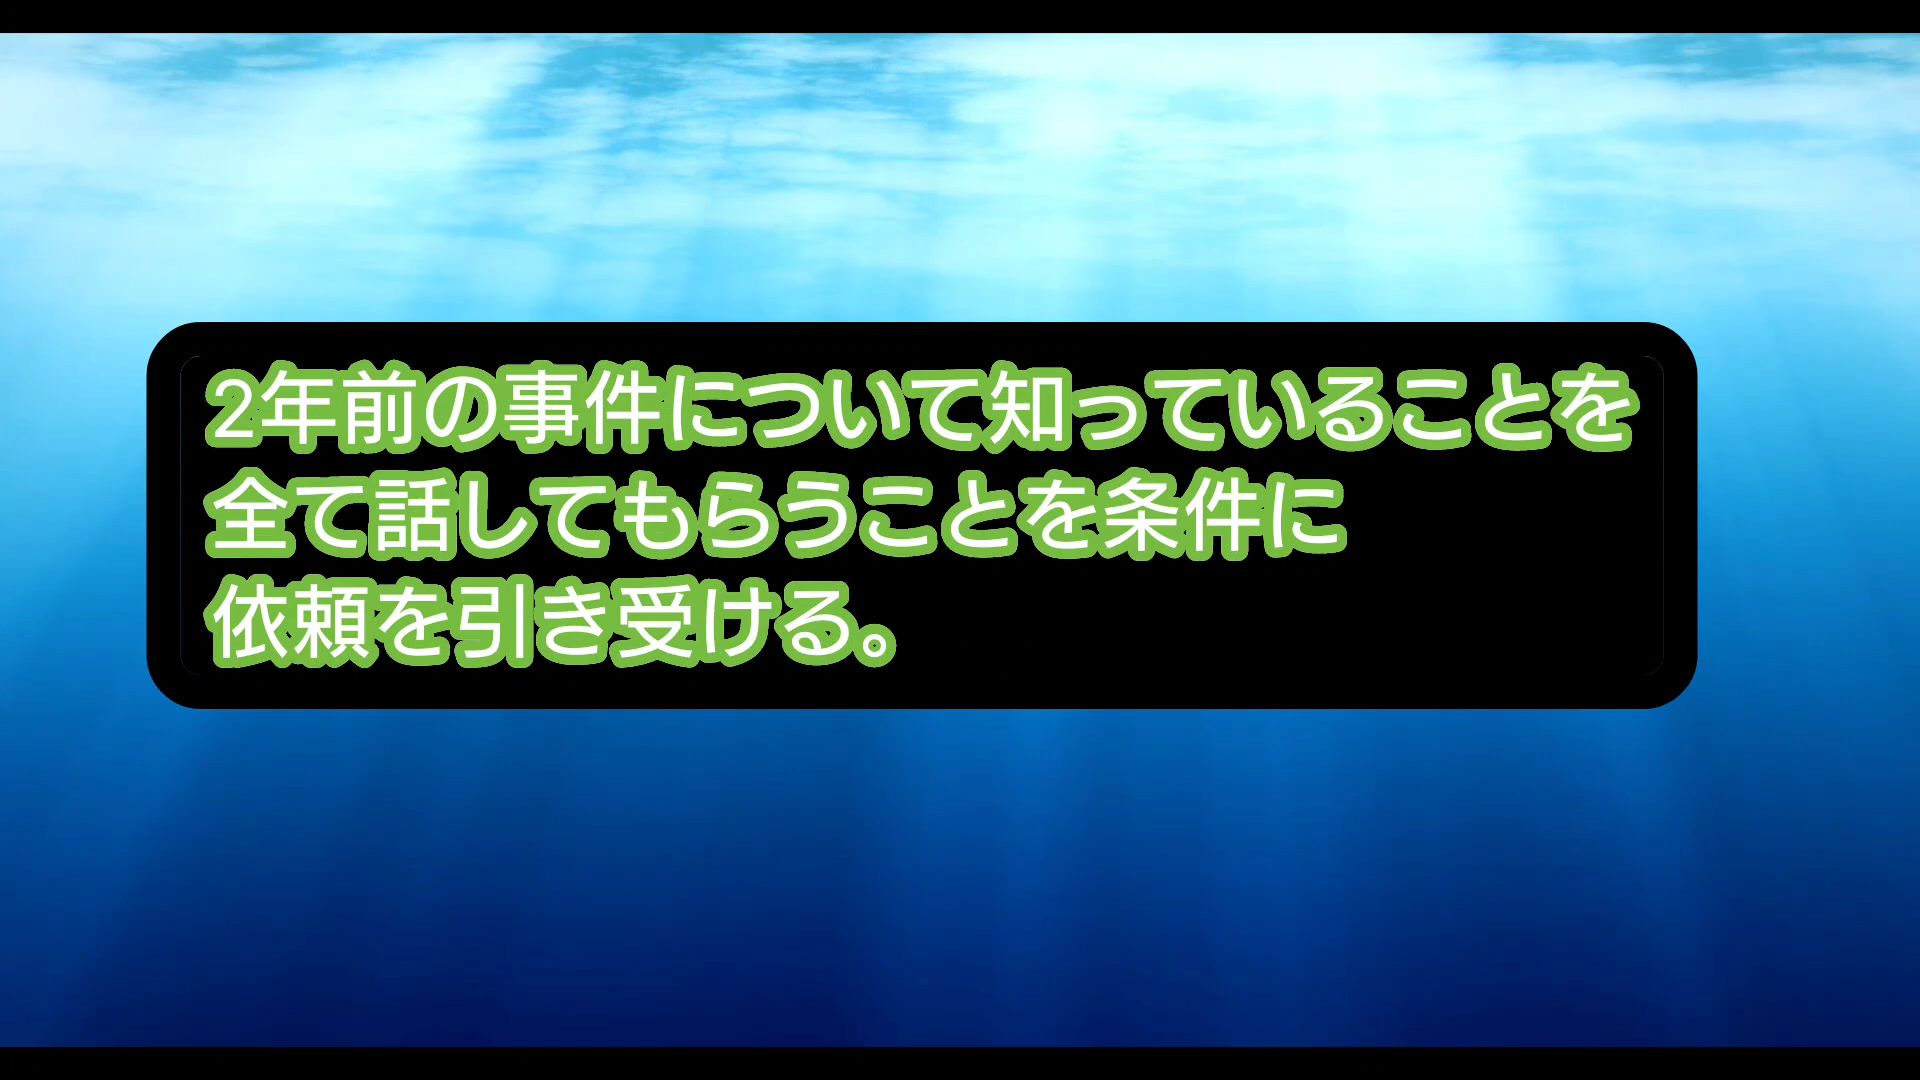 2年前の事件について知っていることを
全て話してもらうことを条件に
依頼を引き受ける。